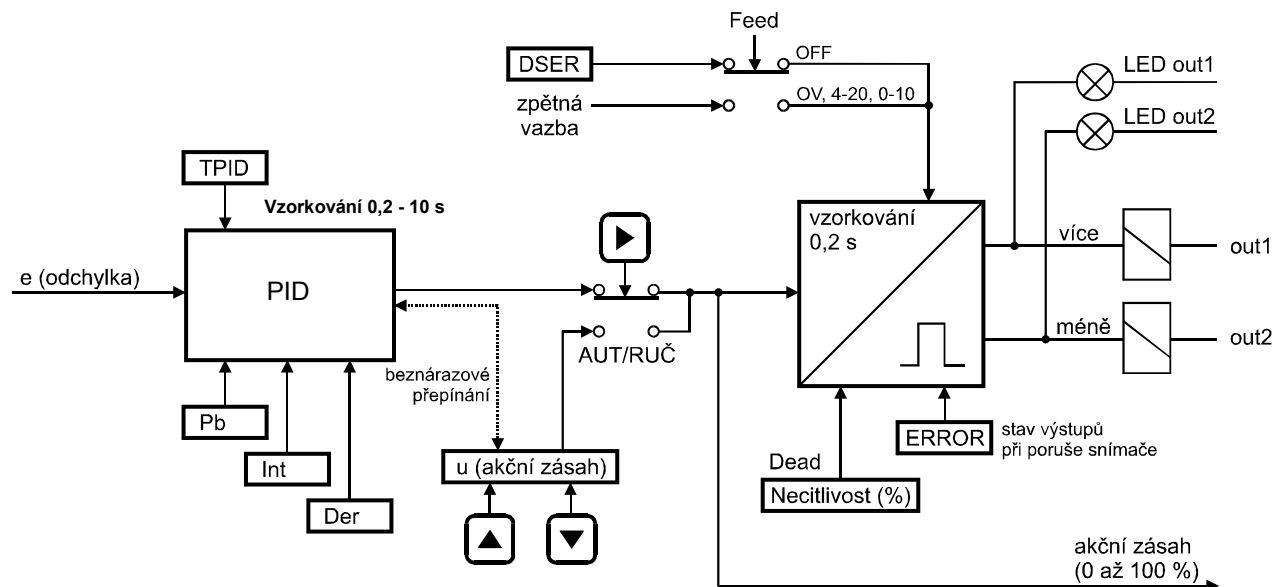 Feed
DSER
OFF
LED out1
zpětná
vazba
OV, 4-20, 0-10
LED out2
TPID
Vzorkování 0,2 - 10 s
vzorkování
0,2 s
více
out1
e (odchylka)
PID
méně
out2
AUT/RUČ
beznárazové
přepínání
Pb
ERROR
stav výstupů
při poruše snímače
Int
u (akční zásah)
Dead
Necitlivost (%)
Der
akční zásah
(0 až 100 %)